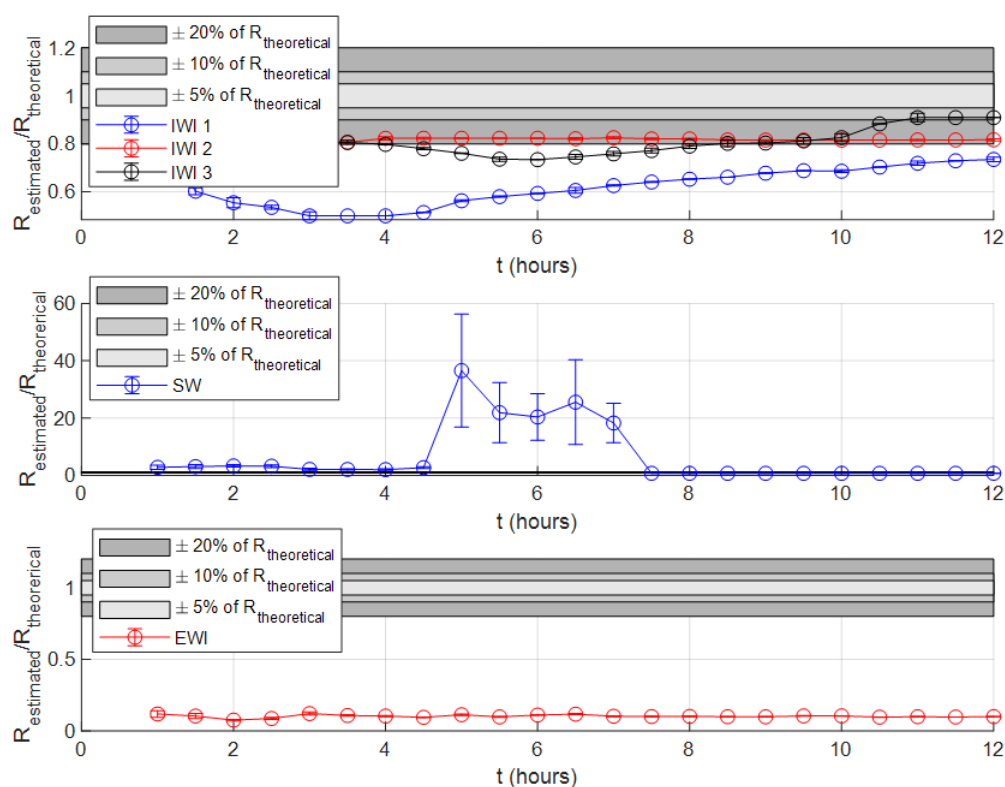 ± 20% of R_theoretical
± 10% of R_theoretical
± 5% of R_theoretical
IWI 1
IWI 2
IWI 3
R_estimated/R_theoretical
1.2
1
0.8
0.6
0 2 4 6 8 10 12
t (hours)
± 20% of R_theoretical
± 10% of R_theoretical
± 5% of R_theoretical
SW
R_estimated/R_theorerical
60
40
20
0
0 2 4 6 8 10 12
t (hours)
± 20% of R_theoretical
± 10% of R_theoretical
± 5% of R_theoretical
EWI
R_estimated/R_theorerical
1
0.5
0
0 2 4 6 8 10 12
t (hours)